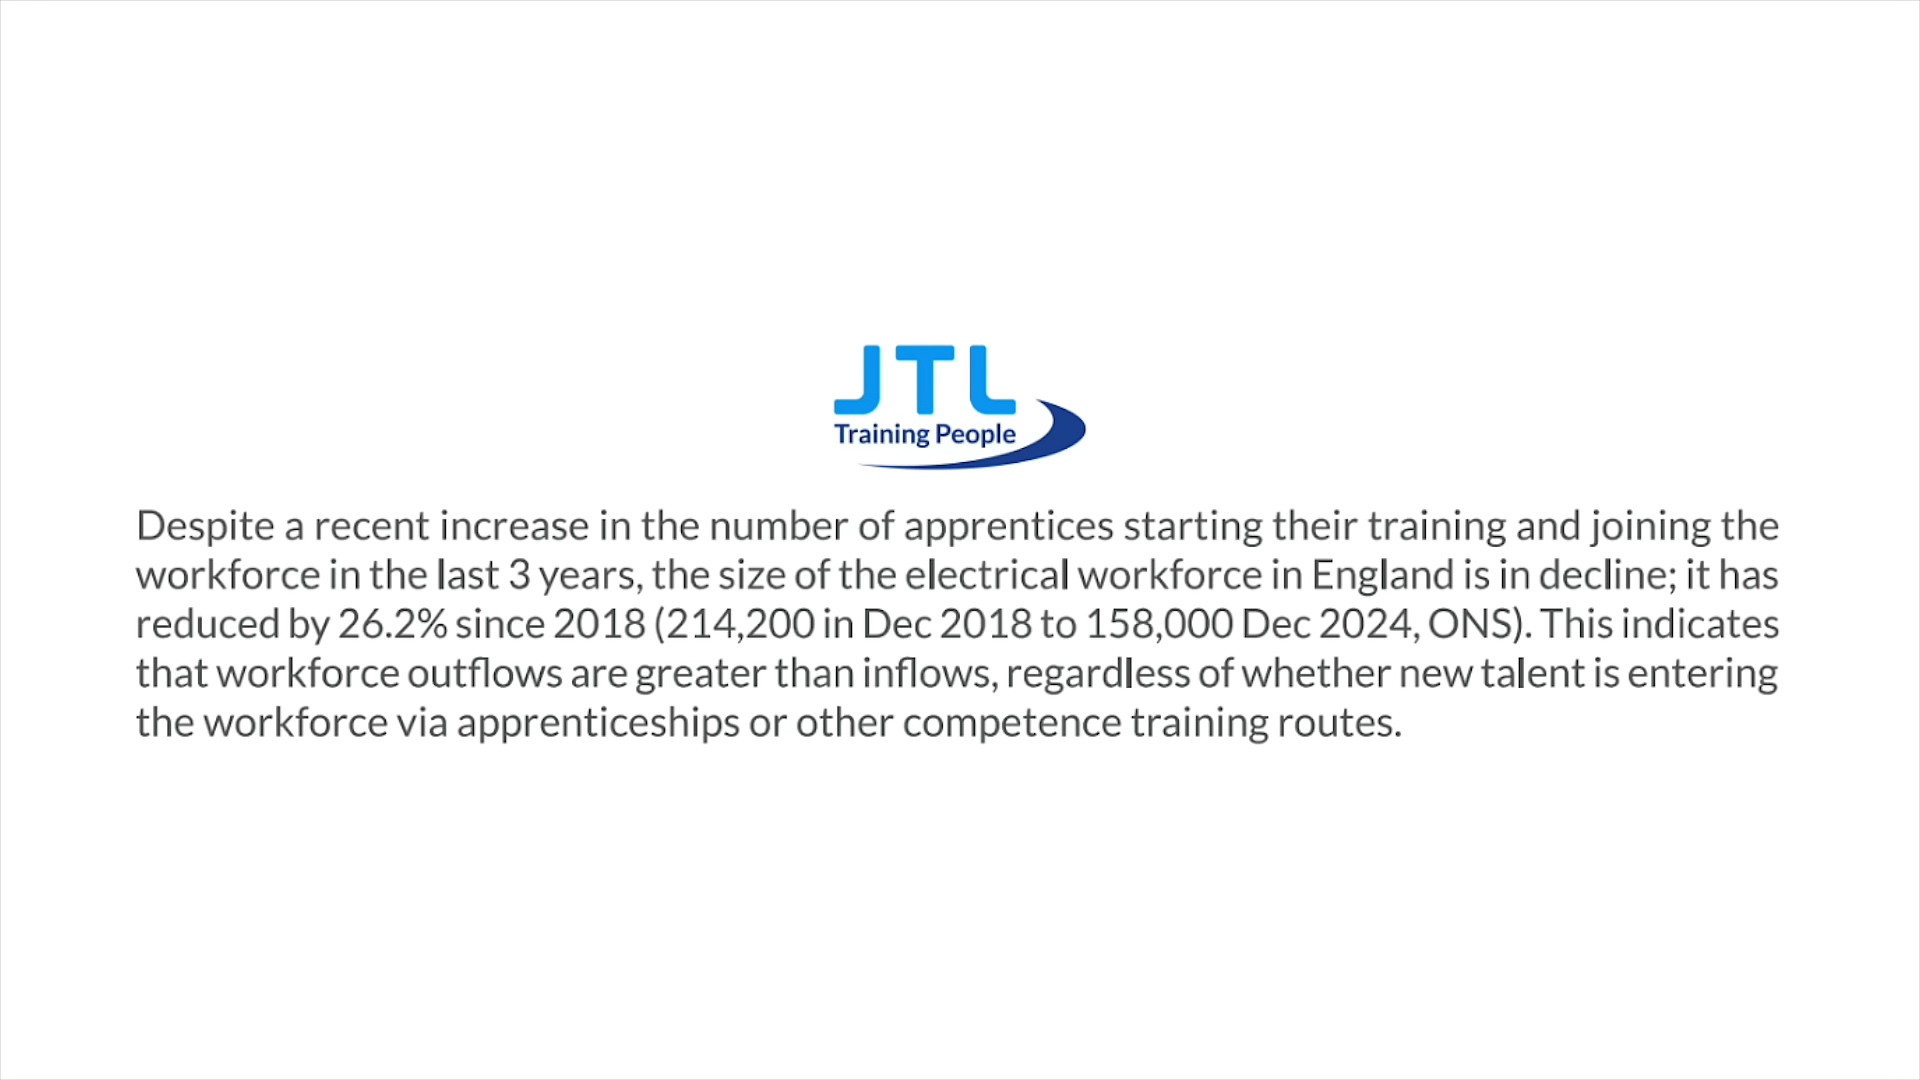 JTL
Training People
Despite a recent increase in the number of apprentices starting their training and joining the
workforce in the last 3 years, the size of the electrical workforce in England is in decline; it has
reduced by 26.2% since 2018 (214,200 in Dec 2018 to 158,000 Dec 2024, ONS). This indicates
that workforce outflows are greater than inflows, regardless of whether new talent is entering
the workforce via apprenticeships or other competence training routes.